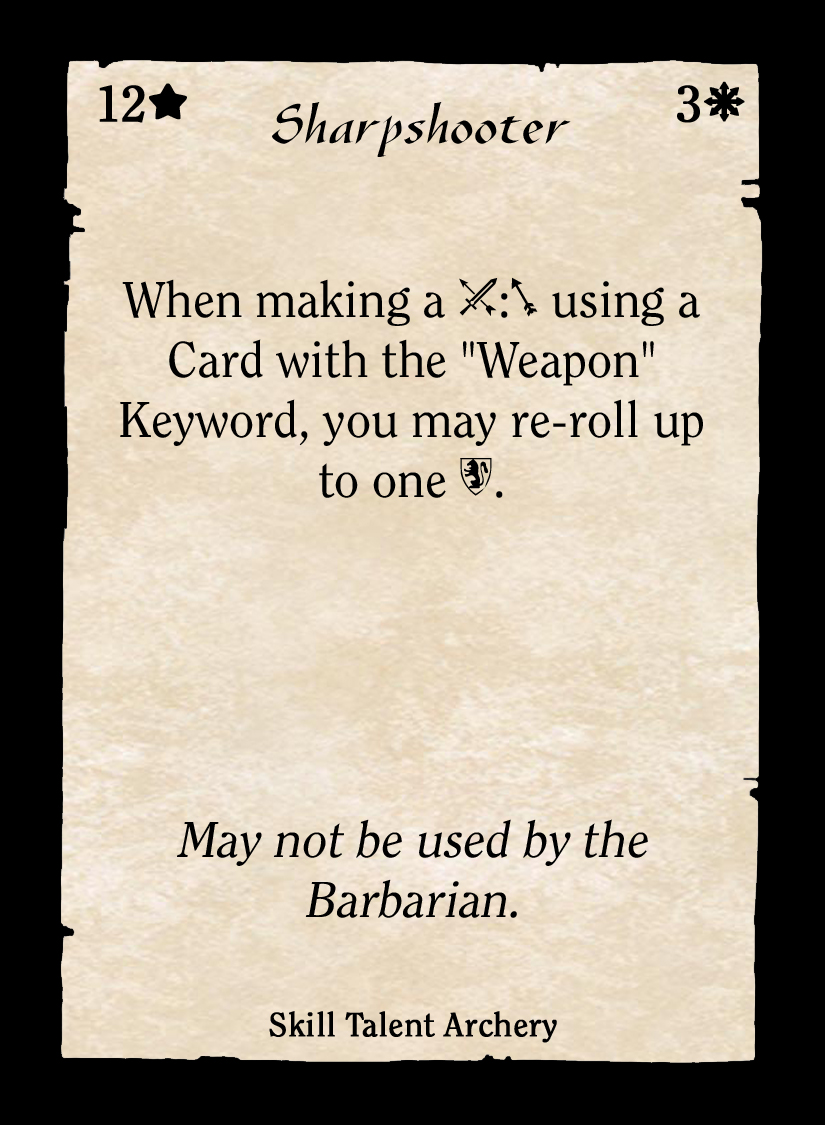 12★ Sharpshooter 3❋
When making a ⚔:➶ using a
Card with the "Weapon"
Keyword, you may re-roll up
to one 🛡.
May not be used by the
Barbarian.
Skill Talent Archery